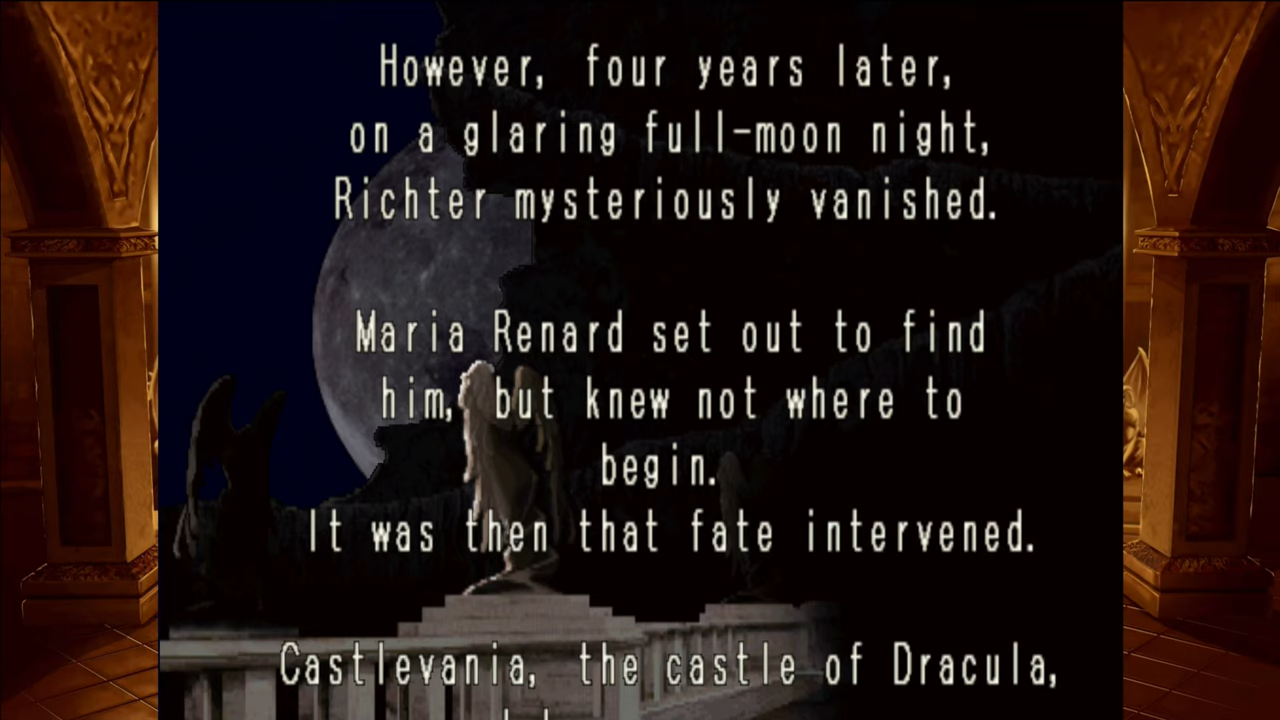 However, four years later,
on a glaring full-moon night,
Richter mysteriously vanished.
Maria Renard set out to find
him, but knew not where to
begin.
It was then that fate intervened.
Castlevania, the castle of Dracula,